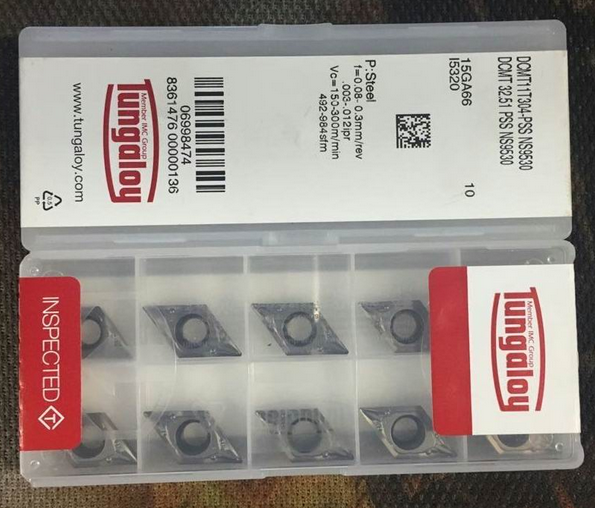 DCMT11T304-PSS NS9530
DCMT 32.51 PSS NS9530
15GA66
I5320
10
P:Steel
f=0.08- 0.3mm/rev
.003-.012ipr
Vc=150-300m/min
492-984sfm
06998474
8361476 00000136
Tungaloy
Member IMC Group
www.tungaloy.com
05
PP
INSPECTED
T
Tungaloy
Member IMC Group